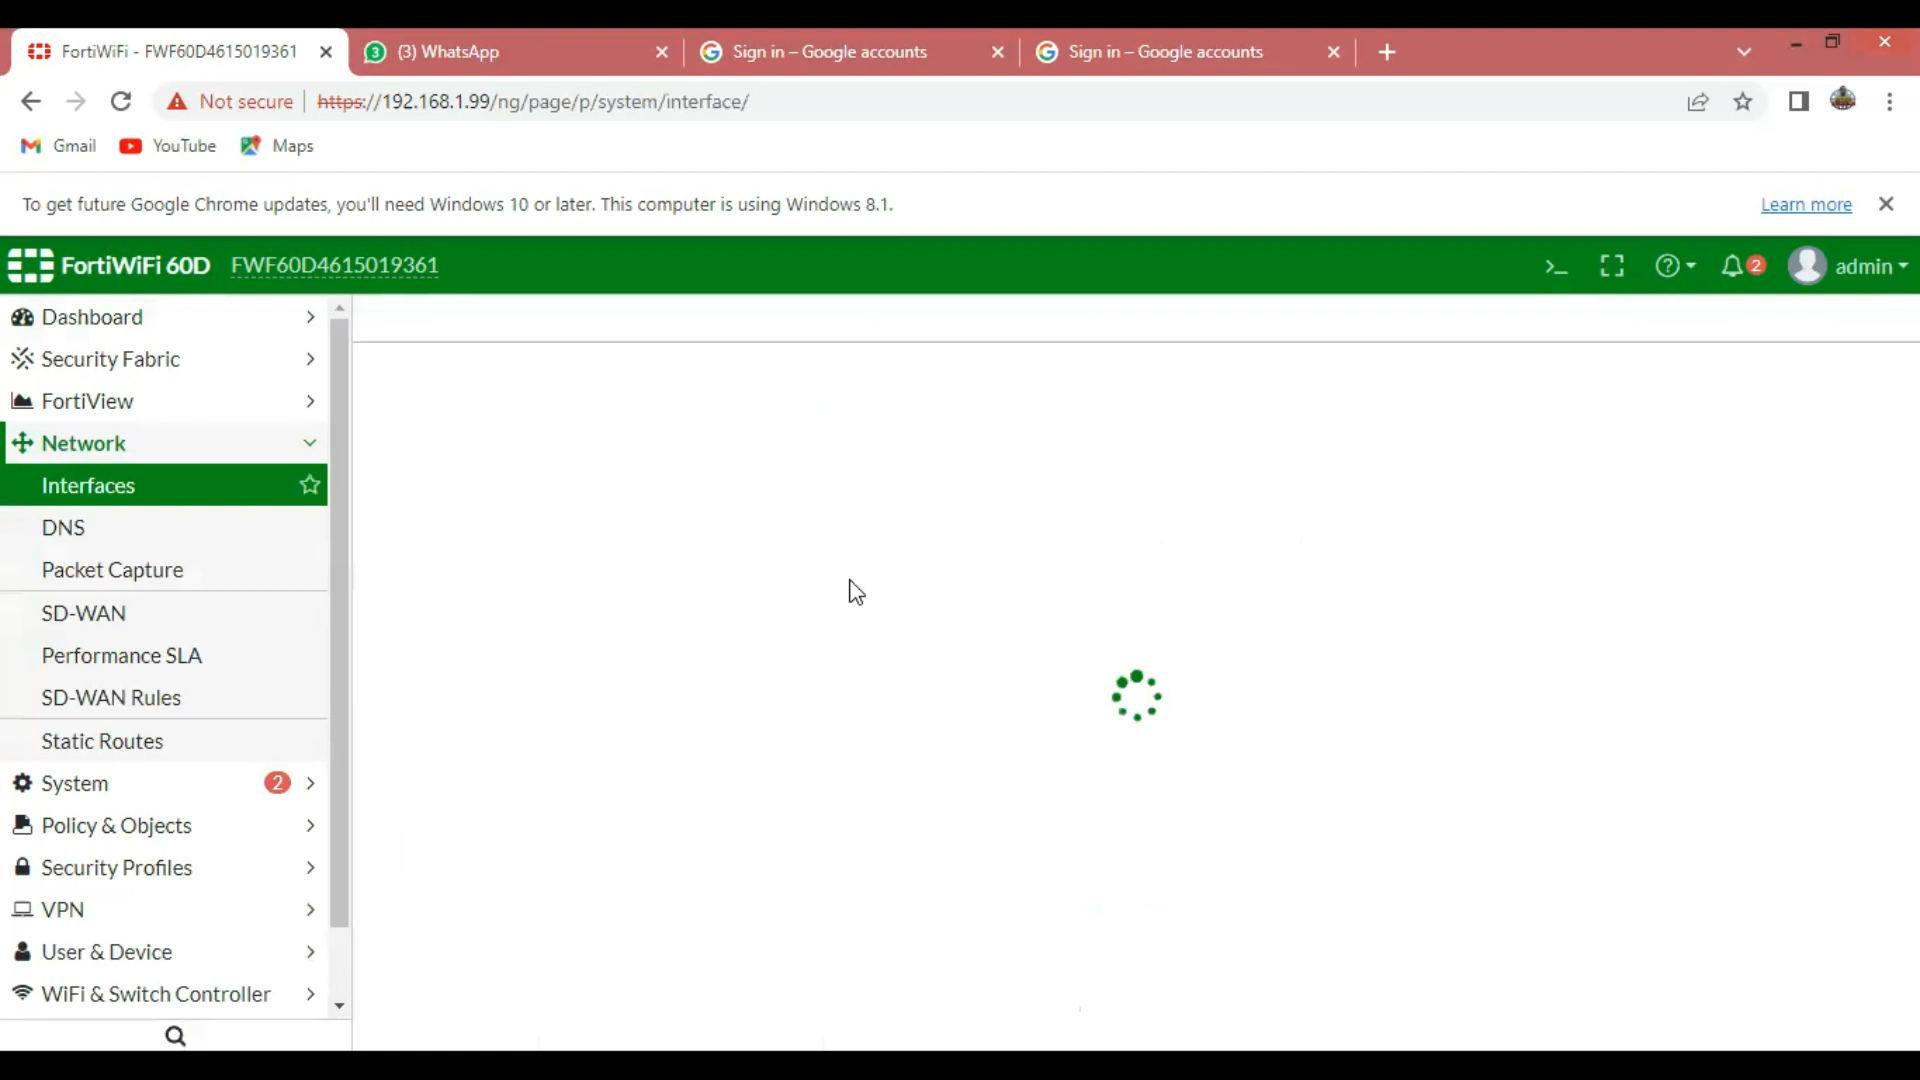 FortiWiFi - FWF60D4615019361
3
(3) WhatsApp
Sign in – Google accounts
Sign in – Google accounts
Not secure
https://192.168.1.99/ng/page/p/system/interface/
Gmail
YouTube
Maps
To get future Google Chrome updates, you'll need Windows 10 or later. This computer is using Windows 8.1.
Learn more
FortiWiFi 60D
FWF60D4615019361
2
admin
Dashboard
Security Fabric
FortiView
Network
Interfaces
DNS
Packet Capture
SD-WAN
Performance SLA
SD-WAN Rules
Static Routes
System
2
Policy & Objects
Security Profiles
VPN
User & Device
WiFi & Switch Controller